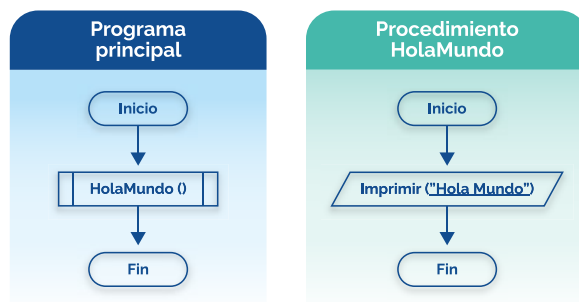 Programa
principal
Inicio
HolaMundo ()
Fin
Procedimiento
HolaMundo
Inicio
Imprimir ("Hola Mundo")
Fin